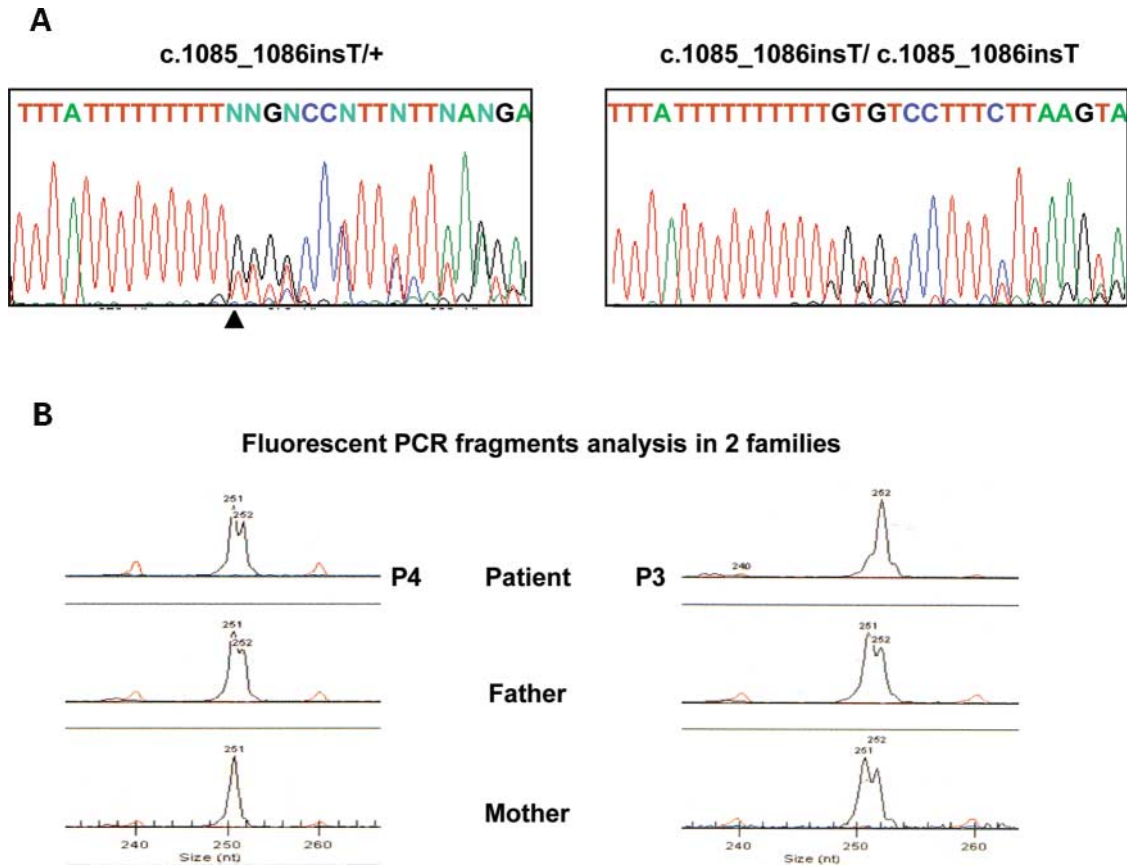 A
c.1085_1086insT/+
c.1085_1086insT/ c.1085_1086insT
TTTATTTTTTTTTNNGNCCNTTNTTNANGA
TTTATTTTTTTTTTGTGTCCTTTCTTAAGTA
B
Fluorescent PCR fragments analysis in 2 families
251
252
252
P4
Patient
P3
240
251
252
251
252
Father
251
252
251
Mother
240 250 260
Size (nt)
240 250 260
Size (nt)